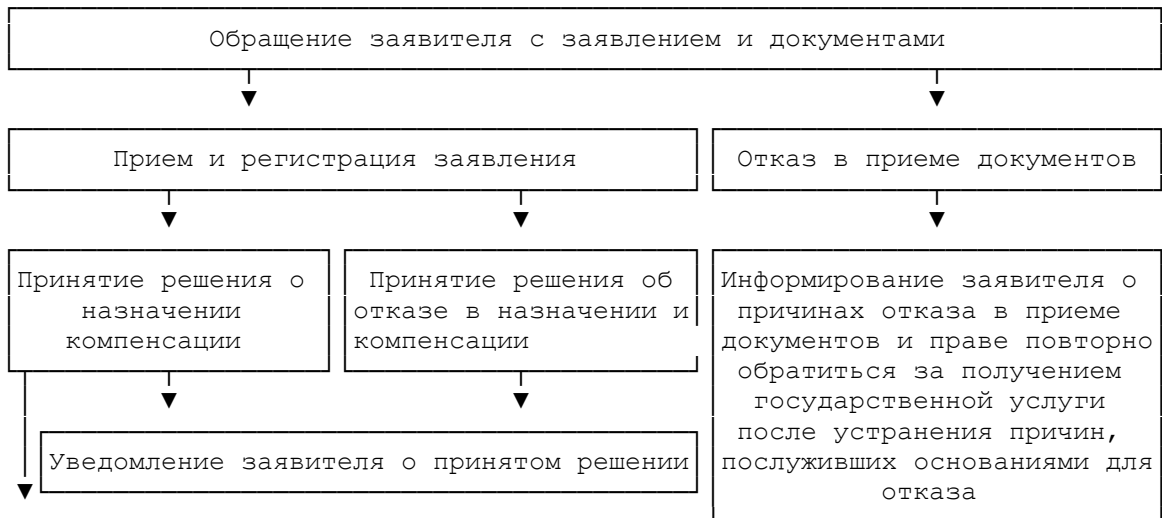 Обращение заявителя с заявлением и документами
Прием и регистрация заявления
Отказ в приеме документов
Принятие решения о
назначении
компенсации
Принятие решения об
отказе в назначении и
компенсации
Информирование заявителя о
причинах отказа в приеме
документов и праве повторно
обратиться за получением
государственной услуги
после устранения причин,
послуживших основаниями для
отказа
Уведомление заявителя о принятом решении